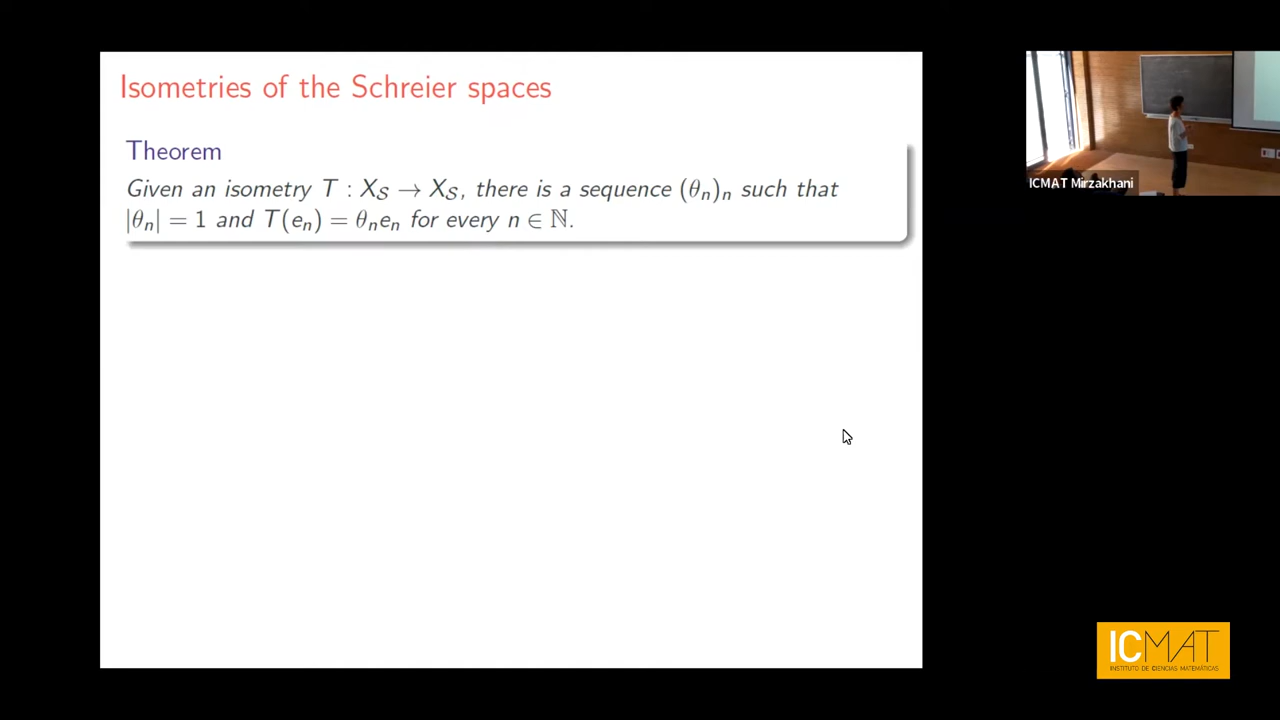 Isometries of the Schreier spaces
Theorem
Given an isometry T : X_S → X_S, there is a sequence (θ_n)_n such that
|θ_n| = 1 and T(e_n) = θ_n e_n for every n ∈ ℕ.
ICMAT Mirzakhani
ICMAT
INSTITUTO DE CIENCIAS MATEMÁTICAS